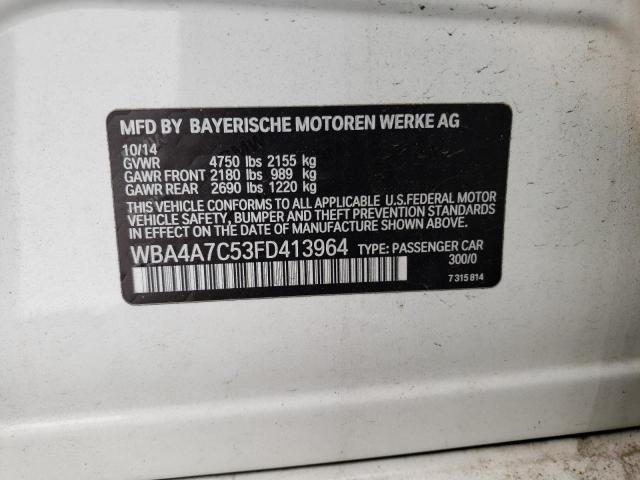 MFD BY BAYERISCHE MOTOREN WERKE AG
10/14
GVWR 4750 lbs 2155 kg
GAWR FRONT 2180 lbs 989 kg
GAWR REAR 2690 lbs 1220 kg
THIS VEHICLE CONFORMS TO ALL APPLICABLE U.S.FEDERAL MOTOR
VEHICLE SAFETY, BUMPER AND THEFT PREVENTION STANDARDS IN
EFFECT ON THE DATE OF MANUFACTURE SHOWN ABOVE.
WBA4A7C53FD413964 TYPE: PASSENGER CAR
300/0
7 315 814